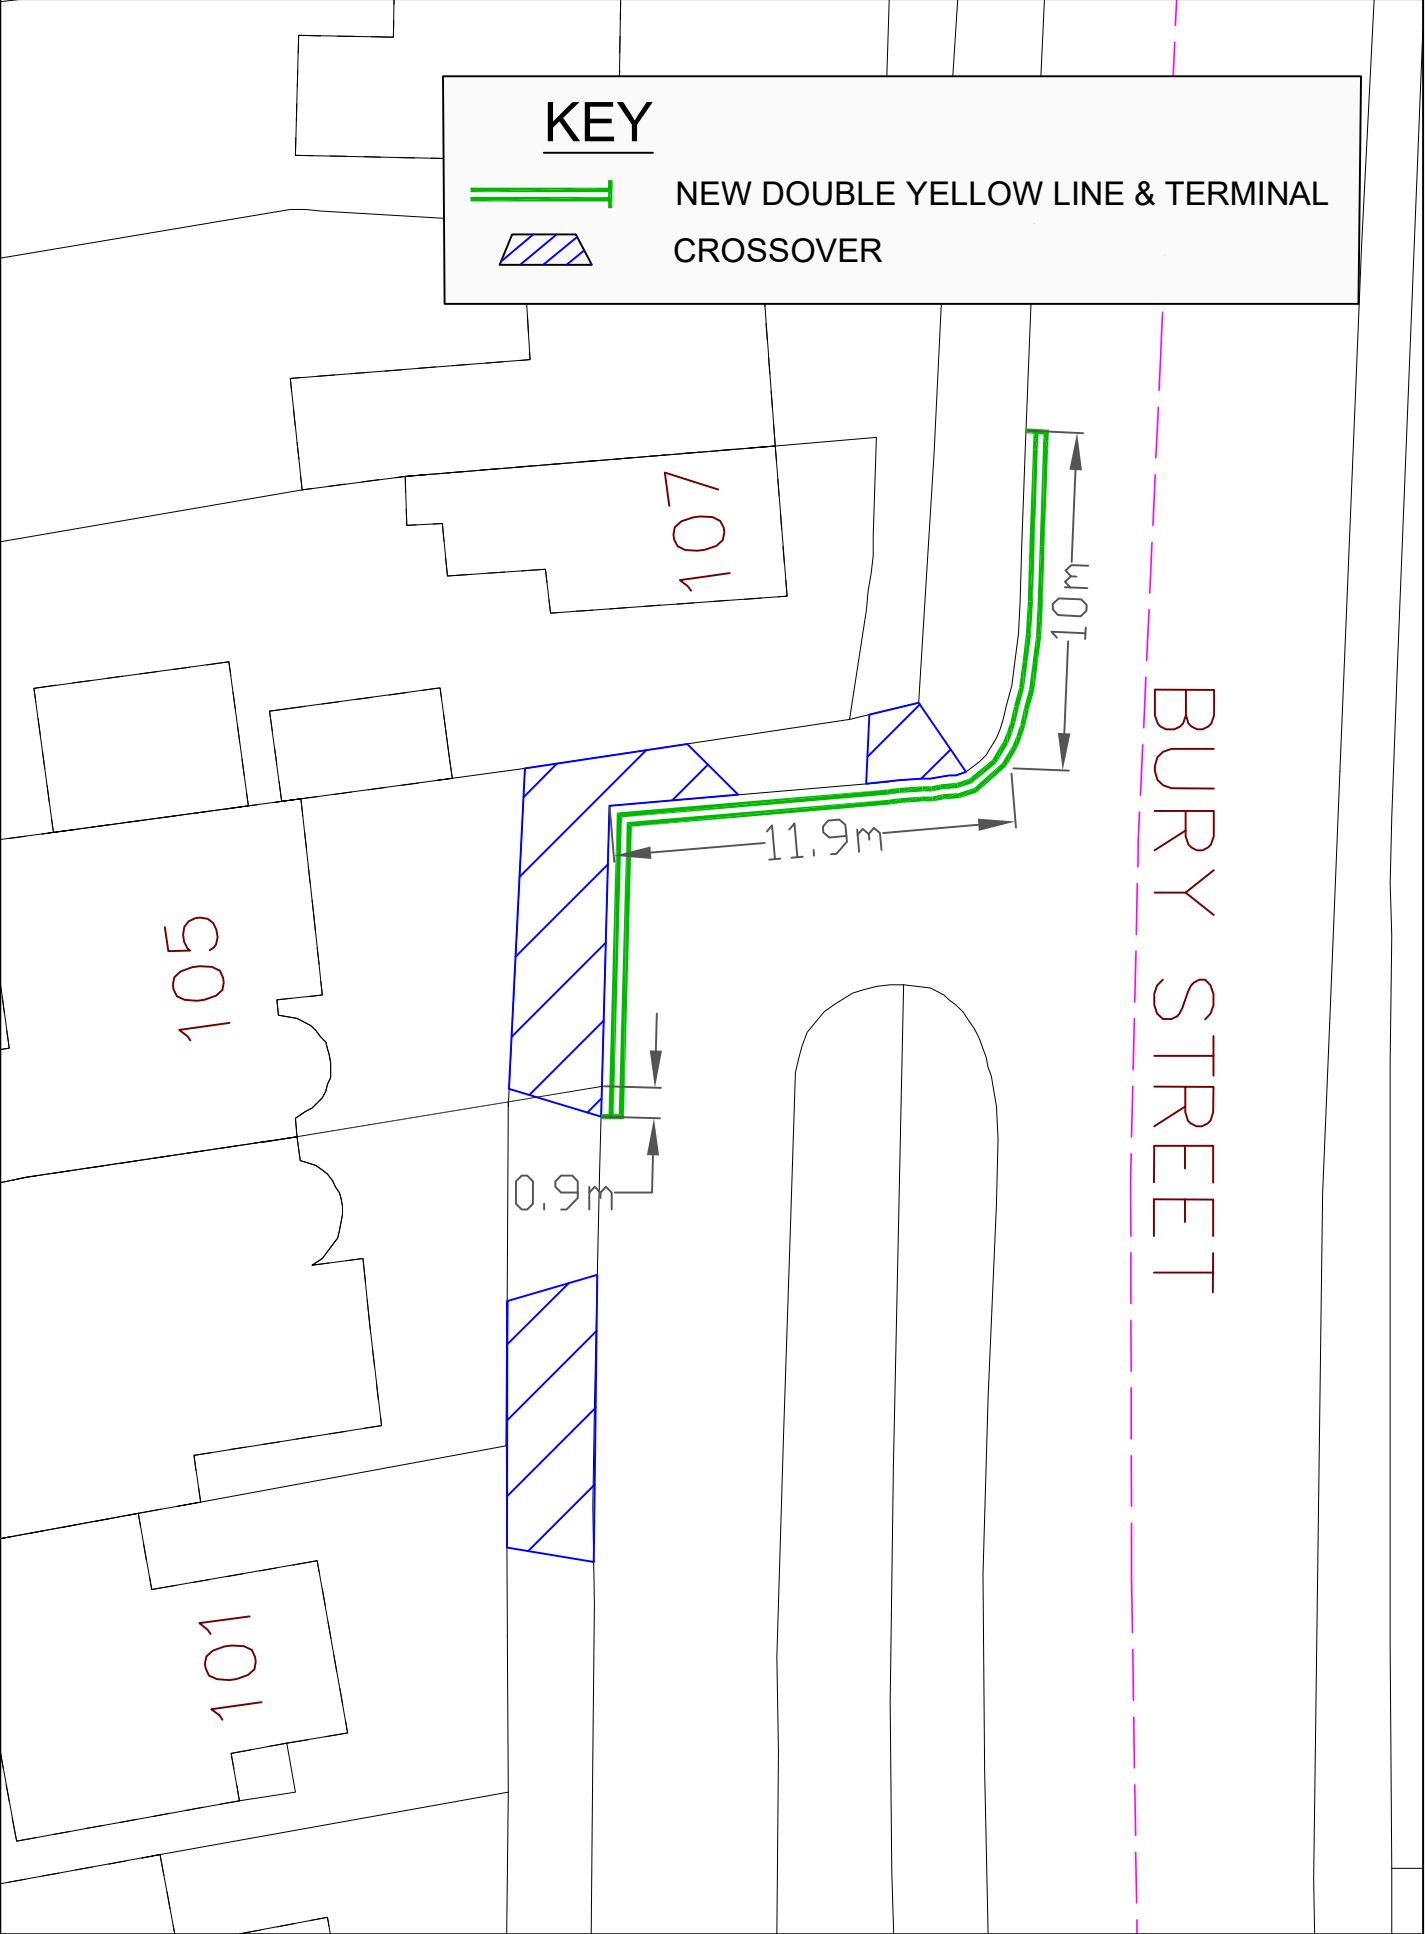 KEY
NEW DOUBLE YELLOW LINE & TERMINAL
CROSSOVER
107
10m
BURY STREET
11.9m
105
0.9m
101